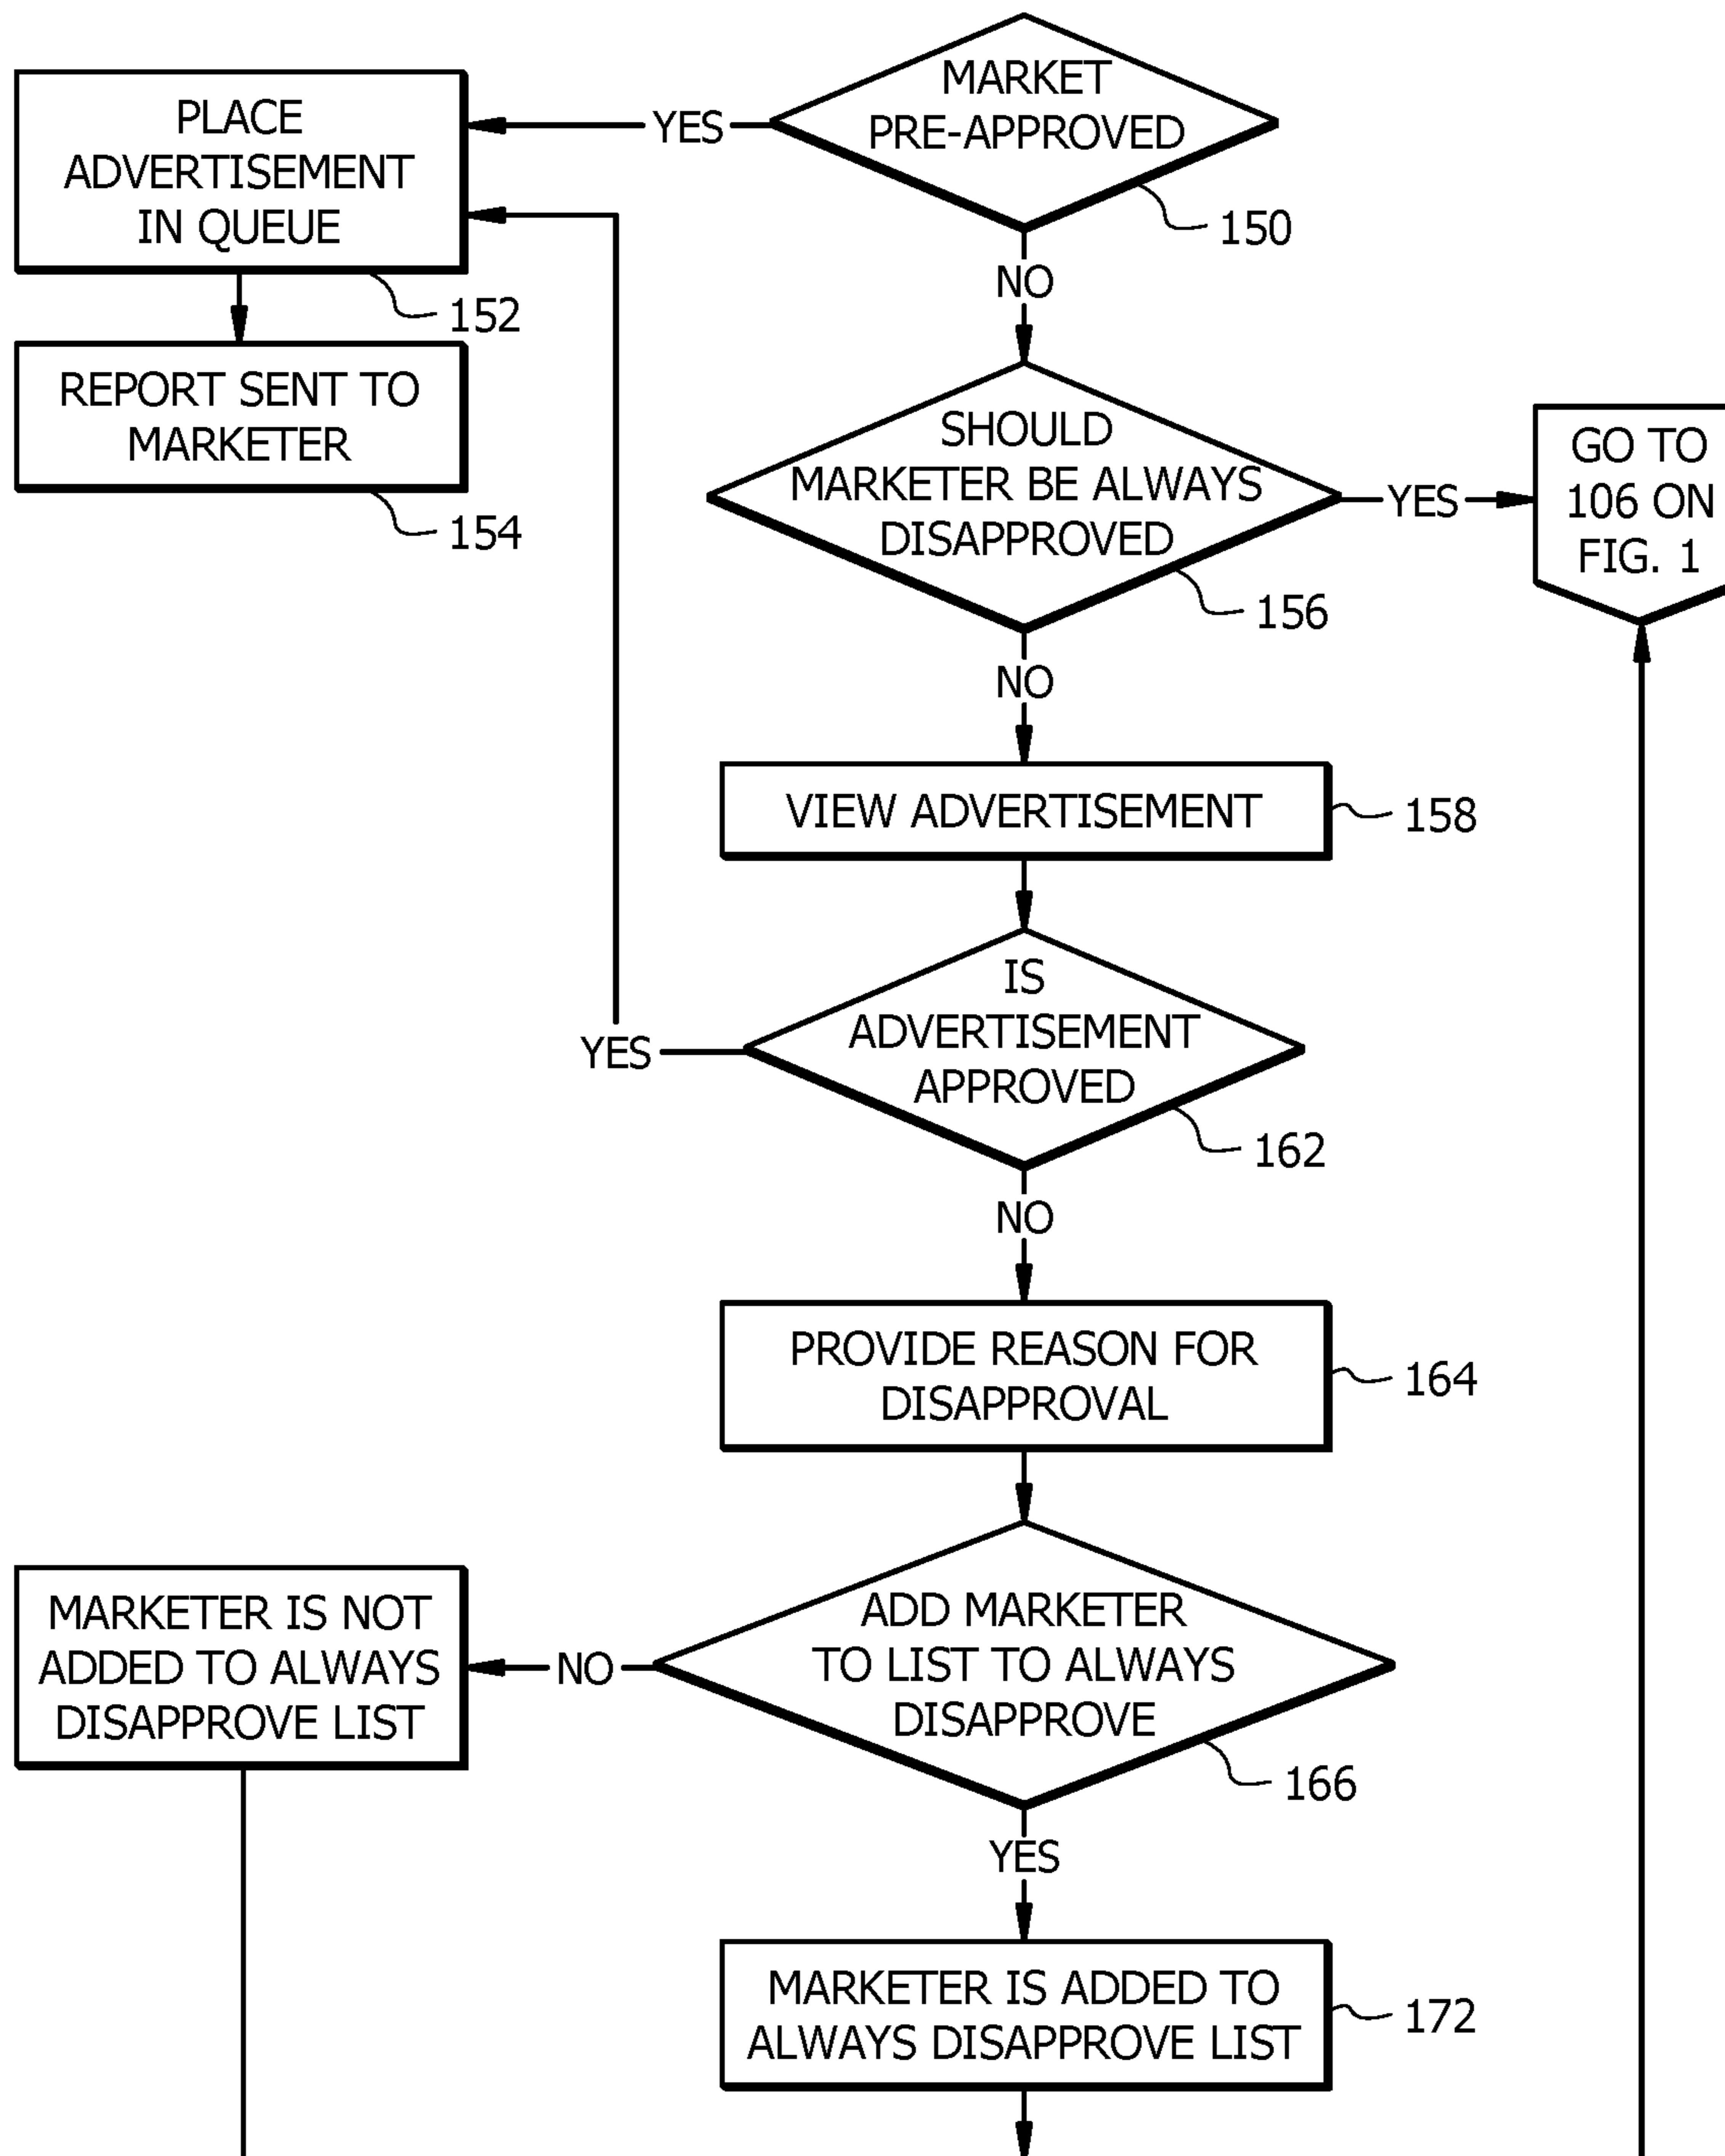 MARKET
PRE-APPROVED
150
YES
PLACE
ADVERTISEMENT
IN QUEUE
152
REPORT SENT TO
MARKETER
154
NO
SHOULD
MARKETER BE ALWAYS
DISAPPROVED
156
YES
GO TO
106 ON
FIG. 1
NO
VIEW ADVERTISEMENT
158
IS
ADVERTISEMENT
APPROVED
162
YES
NO
PROVIDE REASON FOR
DISAPPROVAL
164
ADD MARKETER
TO LIST TO ALWAYS
DISAPPROVE
166
NO
MARKETER IS NOT
ADDED TO ALWAYS
DISAPPROVE LIST
YES
MARKETER IS ADDED TO
ALWAYS DISAPPROVE LIST
172